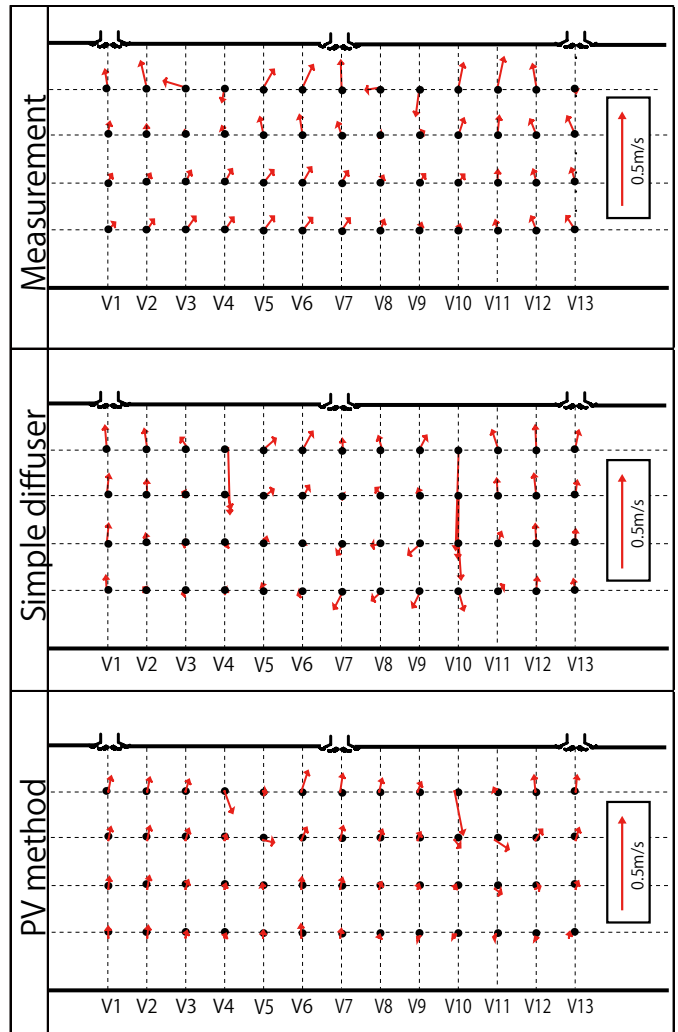 Measurement
0.5m/s
V1 V2 V3 V4 V5 V6 V7 V8 V9 V10 V11 V12 V13
Simple diffuser
0.5m/s
V1 V2 V3 V4 V5 V6 V7 V8 V9 V10 V11 V12 V13
PV method
0.5m/s
V1 V2 V3 V4 V5 V6 V7 V8 V9 V10 V11 V12 V13